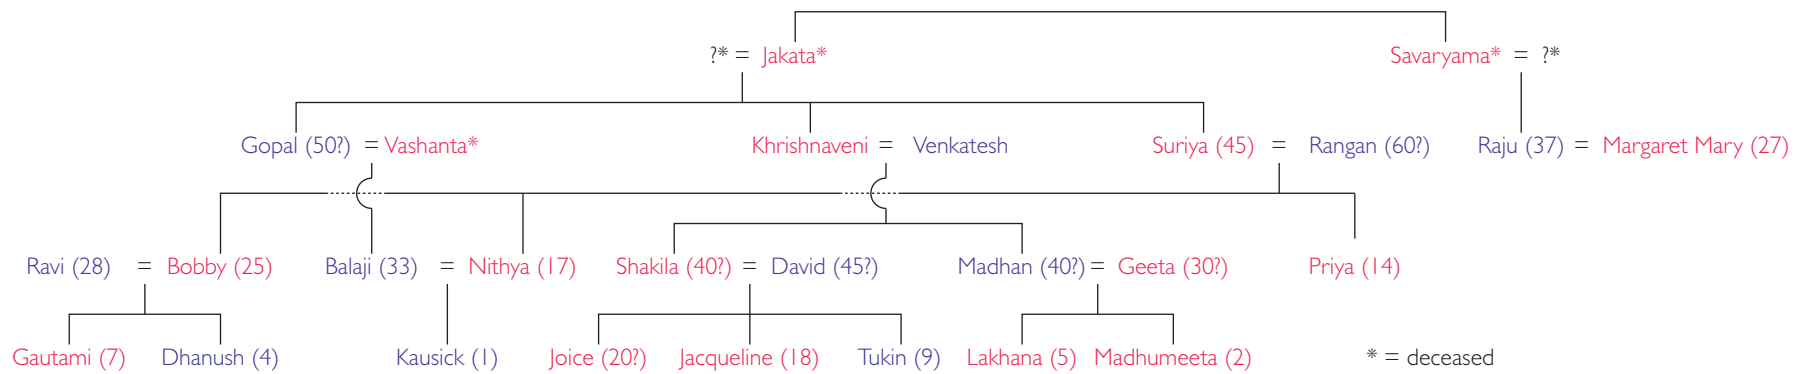 ?* = Jakata* Savaryama* = ?*
Gopal (50?) = Vashanta* Khrishnaveni = Venkatesh Suriya (45) = Rangan (60?) Raju (37) = Margaret Mary (27)
Ravi (28) = Bobby (25) Balaji (33) = Nithya (17) Shakila (40?) = David (45?) Madhan (40?) = Geeta (30?) Priya (14)
Gautami (7) Dhanush (4) Kausick (1) Joice (20?) Jacqueline (18) Tukin (9) Lakhana (5) Madhumeeta (2) * = deceased